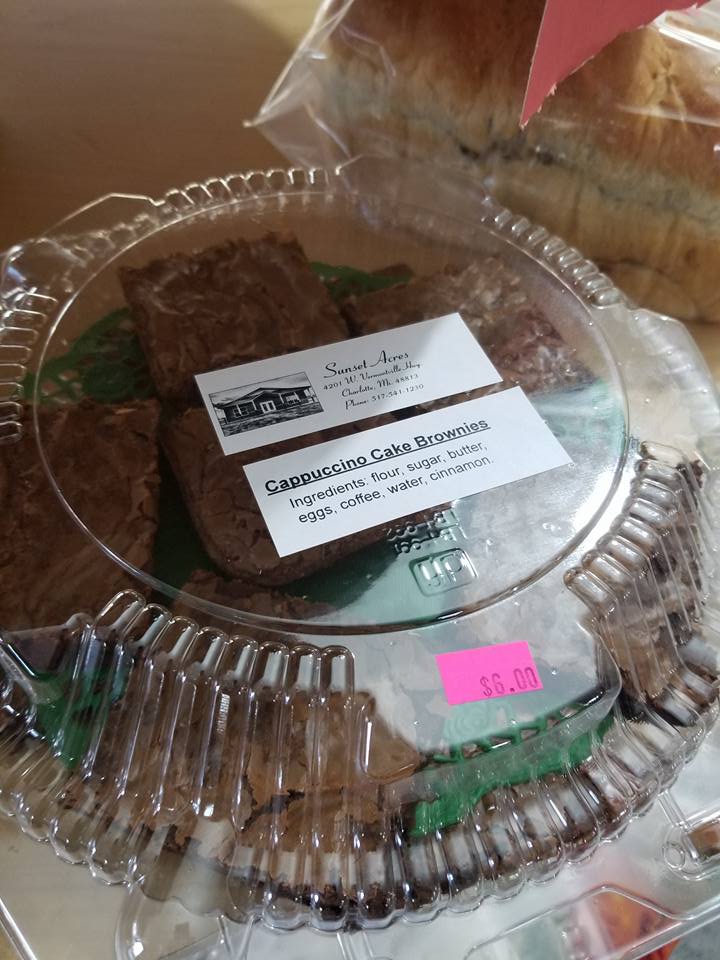 Sunset Acres
4201 W. Vermontville Hwy
Charlotte, Mi. 48813
Phone: 517-541-1230
Cappuccino Cake Brownies
Ingredients: flour, sugar, butter,
eggs, coffee, water, cinnamon.
$6.00